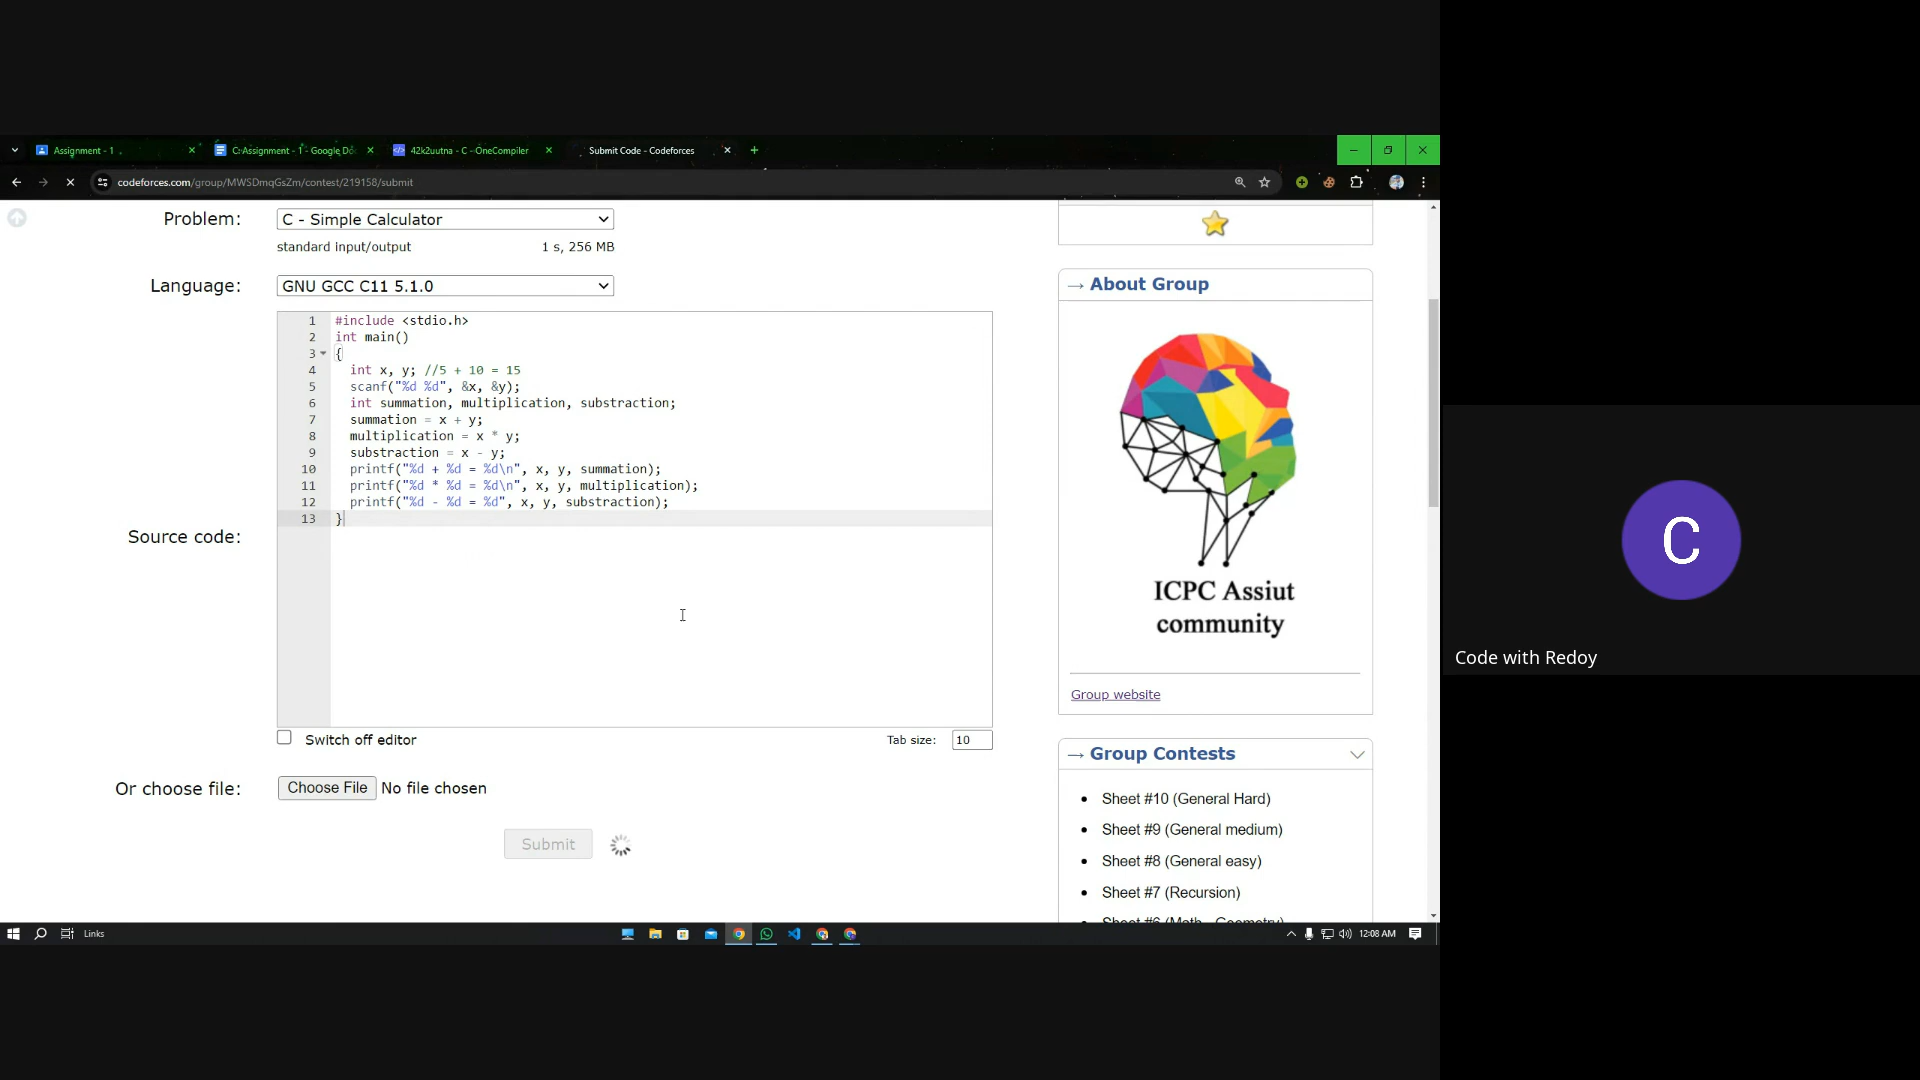 Assignment - 1
C:Assignment - 1 - Google Do
42k2uutna - C - OneCompiler
Submit Code - Codeforces
codeforces.com/group/MWSDmqGsZm/contest/219158/submit
Problem:
C - Simple Calculator
standard input/output
1 s, 256 MB
Language:
GNU GCC C11 5.1.0
1 #include <stdio.h>
2 int main()
3 {
4 int x, y; //5 + 10 = 15
5 scanf("%d %d", &x, &y);
6 int summation, multiplication, substraction;
7 summation = x + y;
8 multiplication = x * y;
9 substraction = x - y;
10 printf("%d + %d = %d\n", x, y, summation);
11 printf("%d * %d = %d\n", x, y, multiplication);
12 printf("%d - %d = %d", x, y, substraction);
13 }
Source code:
Switch off editor
Tab size: 10
Or choose file:
Choose File No file chosen
Submit
→ About Group
ICPC Assiut
community
Group website
→ Group Contests
Sheet #10 (General Hard)
Sheet #9 (General medium)
Sheet #8 (General easy)
Sheet #7 (Recursion)
Sheet #6 (Math - Geometry)
Links
12:08 AM
C
Code with Redoy